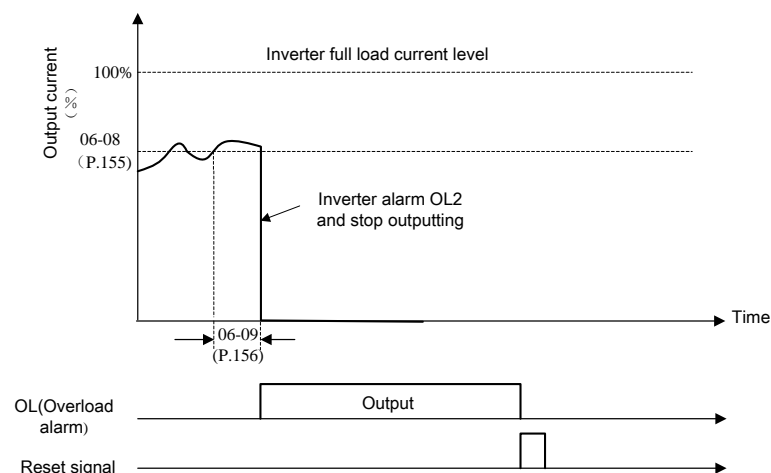 Inverter full load current level
100%
Output current
(%)
06-08
(P.155)
Inverter alarm OL2
and stop outputting
Time
06-09
(P.156)
OL(Overload
alarm)
Output
Reset signal